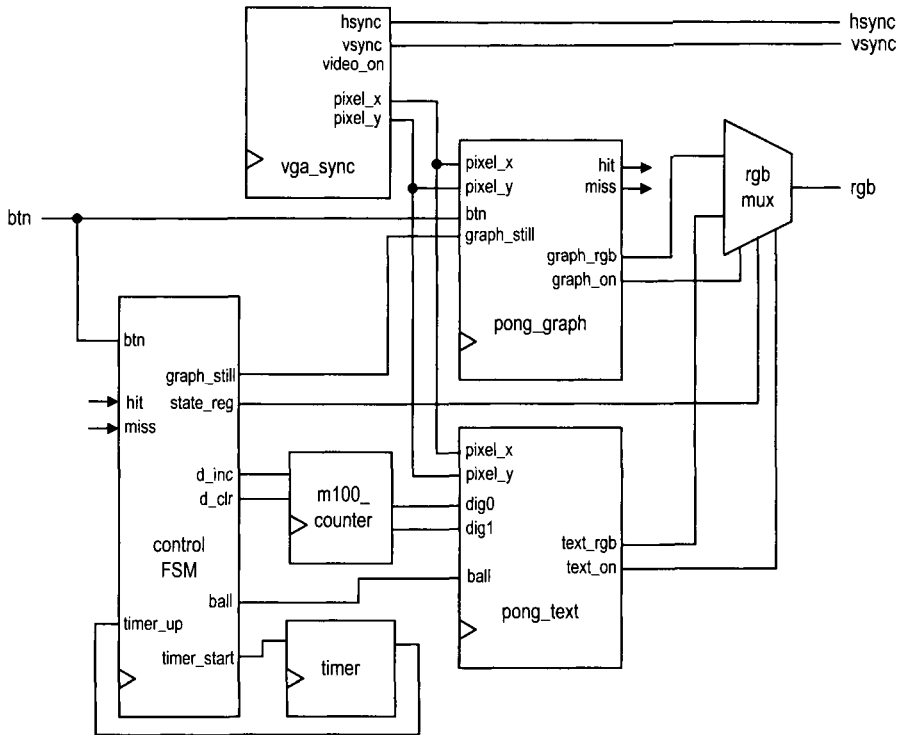 hsync
vsync
video_on
pixel_x
pixel_y
vga_sync
hsync
vsync
btn
pixel_x
pixel_y
btn
graph_still
hit
miss
graph_rgb
graph_on
pong_graph
rgb
mux
rgb
btn
hit
miss
graph_still
state_reg
d_inc
d_clr
control
FSM
ball
timer_up
timer_start
m100_
counter
timer
pixel_x
pixel_y
dig0
dig1
ball
text_rgb
text_on
pong_text